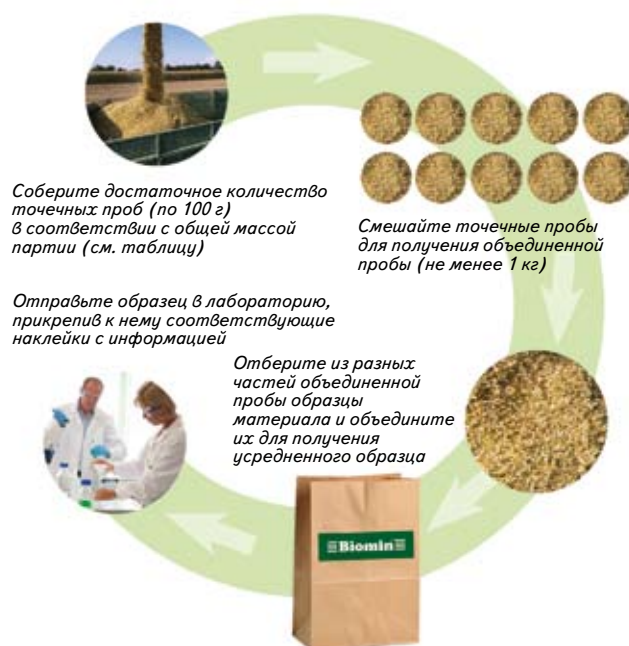 Соберите достаточное количество
точечных проб (по 100 г)
в соответствии с общей массой
партии (см. таблицу)
Смешайте точечные пробы
для получения объединенной
пробы (не менее 1 кг)
Отберите из разных
частей объединенной
пробы образцы
материала и объедините
их для получения
усредненного образца
Biomin
Отправьте образец в лабораторию,
прикрепив к нему соответствующие
наклейки с информацией